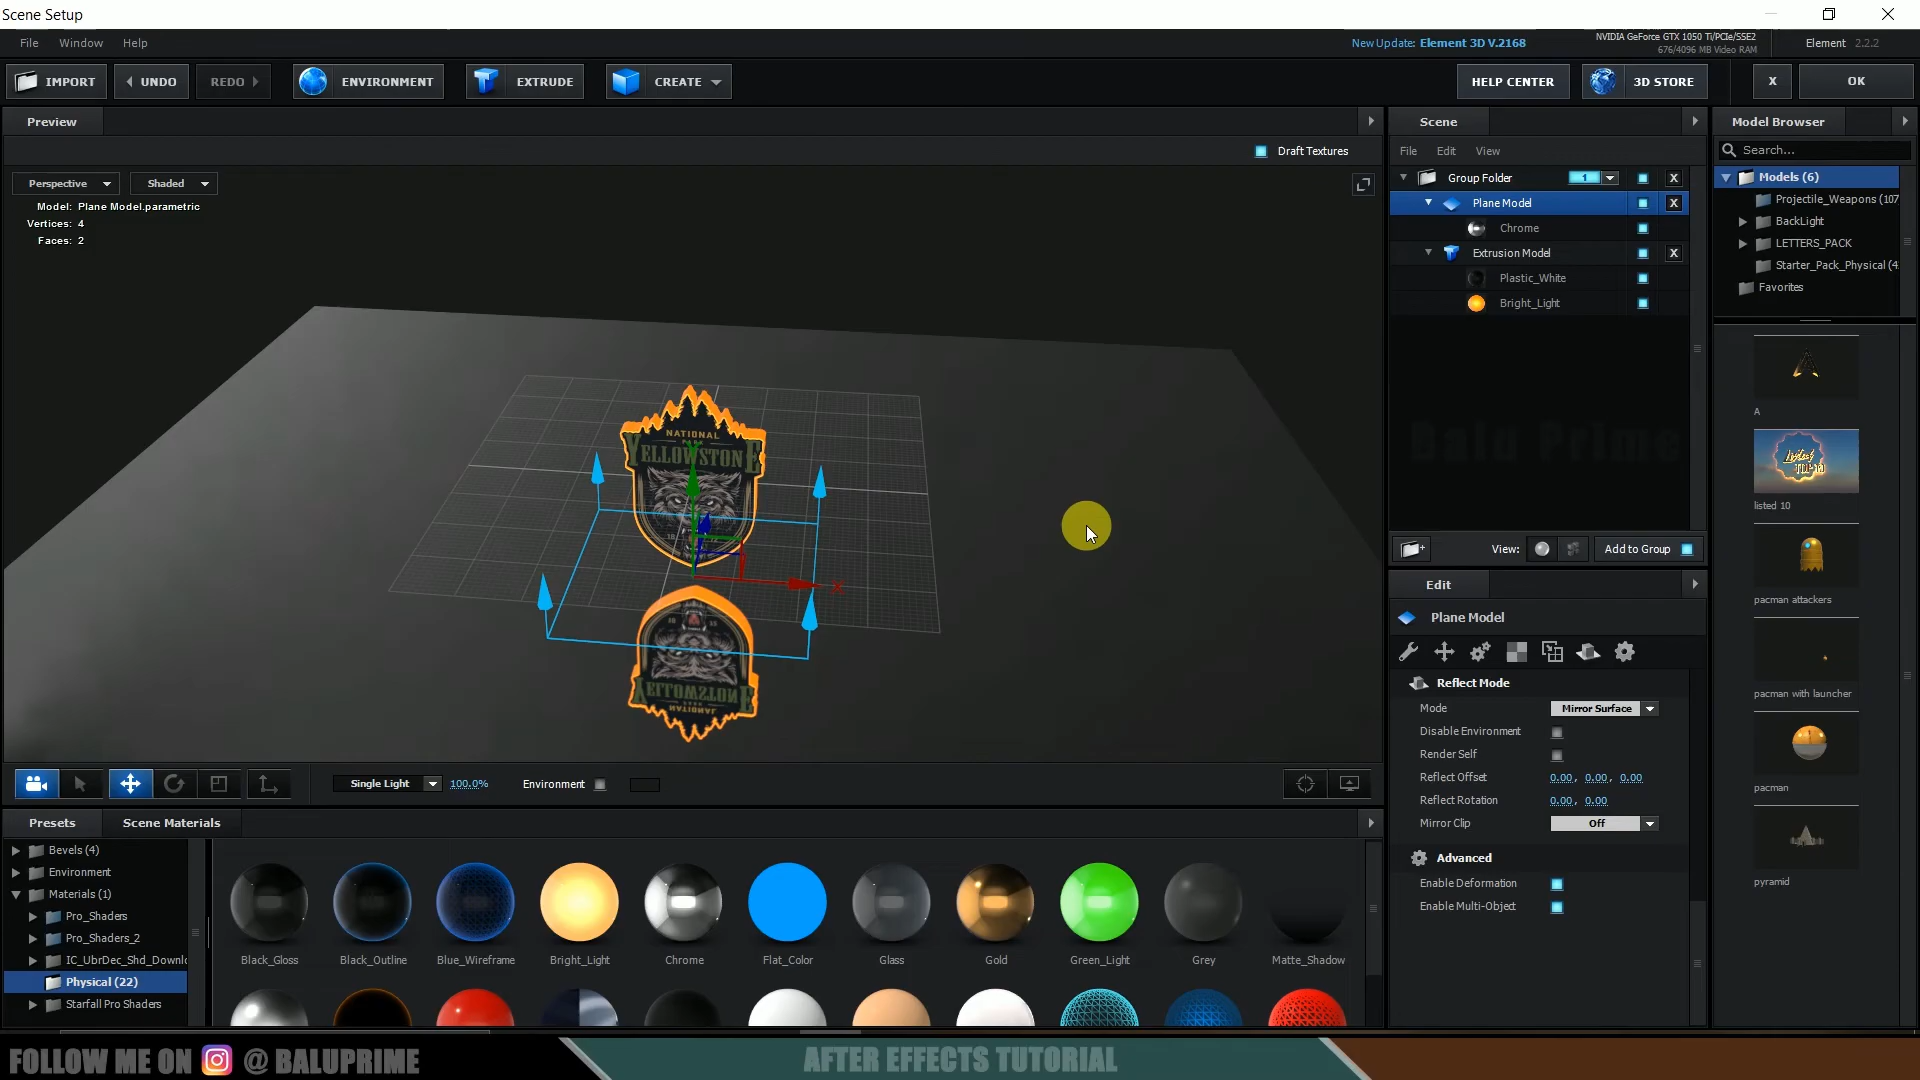 Scene Setup
File Window Help
New Update: Element 3D V.2168
NVIDIA GeForce GTX 1050 Ti/PCIe/SSE2
676/4096 MB Video RAM
Element 2.2.2
IMPORT UNDO REDO ENVIRONMENT EXTRUDE CREATE HELP CENTER 3D STORE X OK
Preview
Draft Textures
Perspective Shaded
Model: Plane Model.parametric
Vertices: 4
Faces: 2
NATIONAL
PARK
YELLOWSTONE
X
Single Light 100.0% Environment
Scene
File Edit View
Group Folder 1 X
Plane Model X
Chrome
Extrusion Model X
Plastic_White
Bright_Light
Balu Prime
View: Add to Group
Edit
Plane Model
Reflect Mode
Mode Mirror Surface
Disable Environment
Render Self
Reflect Offset 0.00, 0.00, 0.00
Reflect Rotation 0.00, 0.00
Mirror Clip Off
Advanced
Enable Deformation
Enable Multi-Object
Model Browser
Search...
Models (6)
Projectile_Weapons (107
BackLight
LETTERS_PACK
Starter_Pack_Physical (4
Favorites
A
listed 10
pacman attackers
pacman with launcher
pacman
pyramid
Presets Scene Materials
Bevels (4)
Environment
Materials (1)
Pro_Shaders
Pro_Shaders_2
IC_UbrDec_Shd_Downlo
Physical (22)
Starfall Pro Shaders
Black_Gloss Black_Outline Blue_Wireframe Bright_Light Chrome Flat_Color Glass Gold Green_Light Grey Matte_Shadow
FOLLOW ME ON @ BALUPRIME
AFTER EFFECTS TUTORIAL